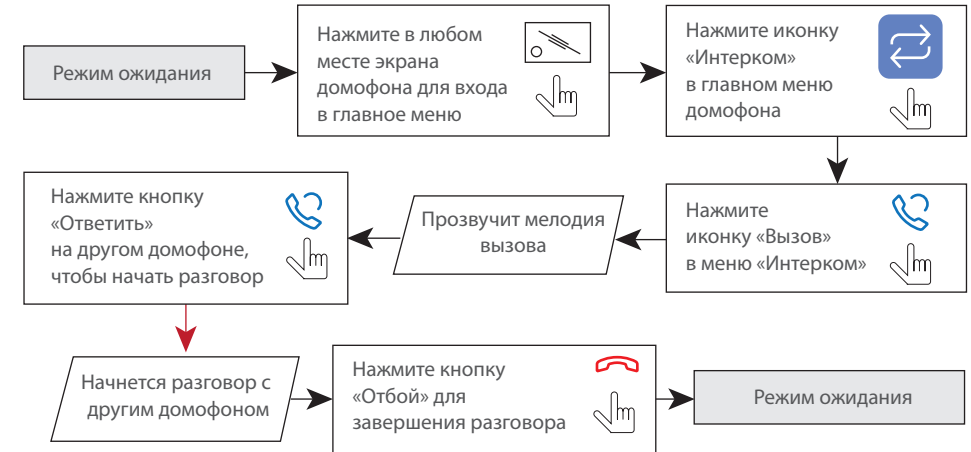 Режим ожидания
Нажмите в любом
месте экрана
домофона для входа
в главное меню
Нажмите иконку
«Интерком»
в главном меню
домофона
Нажмите
иконку «Вызов»
в меню «Интерком»
Прозвучит мелодия
вызова
Нажмите кнопку
«Ответить»
на другом домофоне,
чтобы начать разговор
Начнется разговор с
другим домофоном
Нажмите кнопку
«Отбой» для
завершения разговора
Режим ожидания